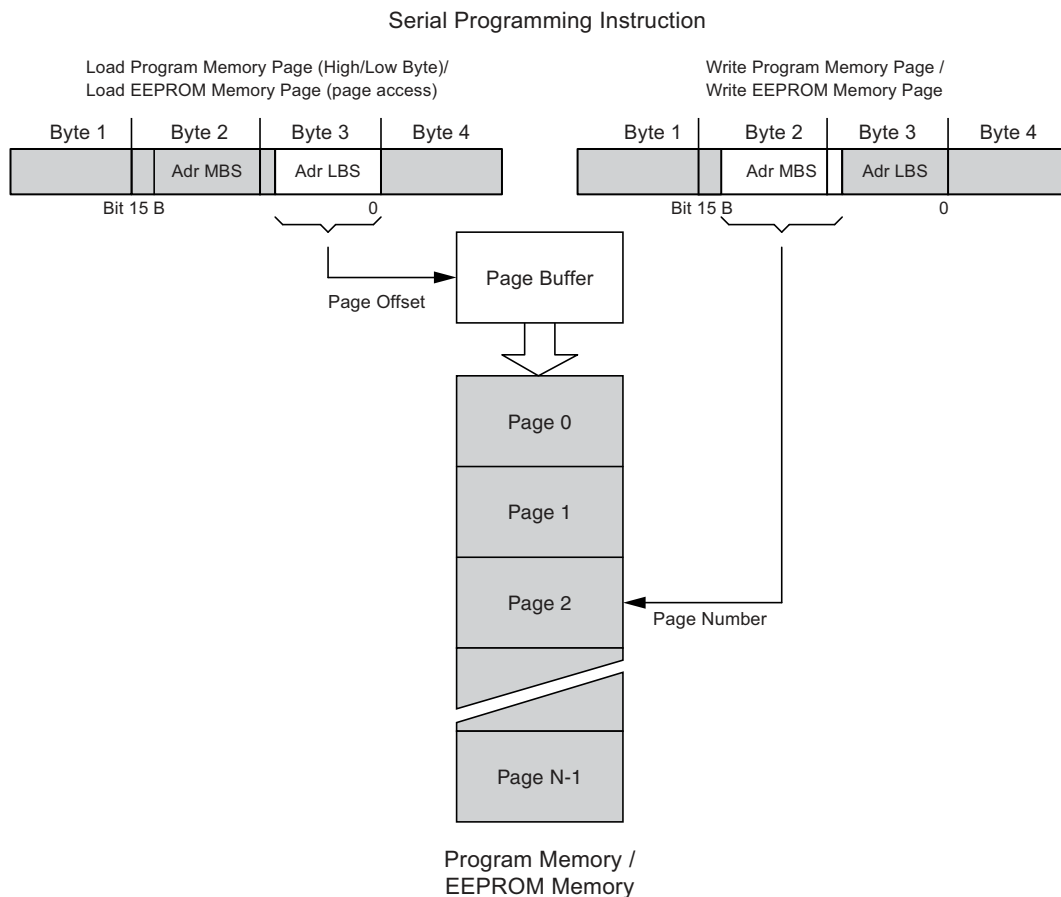 Serial Programming Instruction
Load Program Memory Page (High/Low Byte)/
Load EEPROM Memory Page (page access)
Write Program Memory Page /
Write EEPROM Memory Page
Byte 1 Byte 2 Byte 3 Byte 4
Adr MBS Adr LBS
Bit 15 B 0
Byte 1 Byte 2 Byte 3 Byte 4
Adr MBS Adr LBS
Bit 15 B 0
Page Offset
Page Buffer
Page 0
Page 1
Page 2
Page Number
Page N-1
Program Memory /
EEPROM Memory